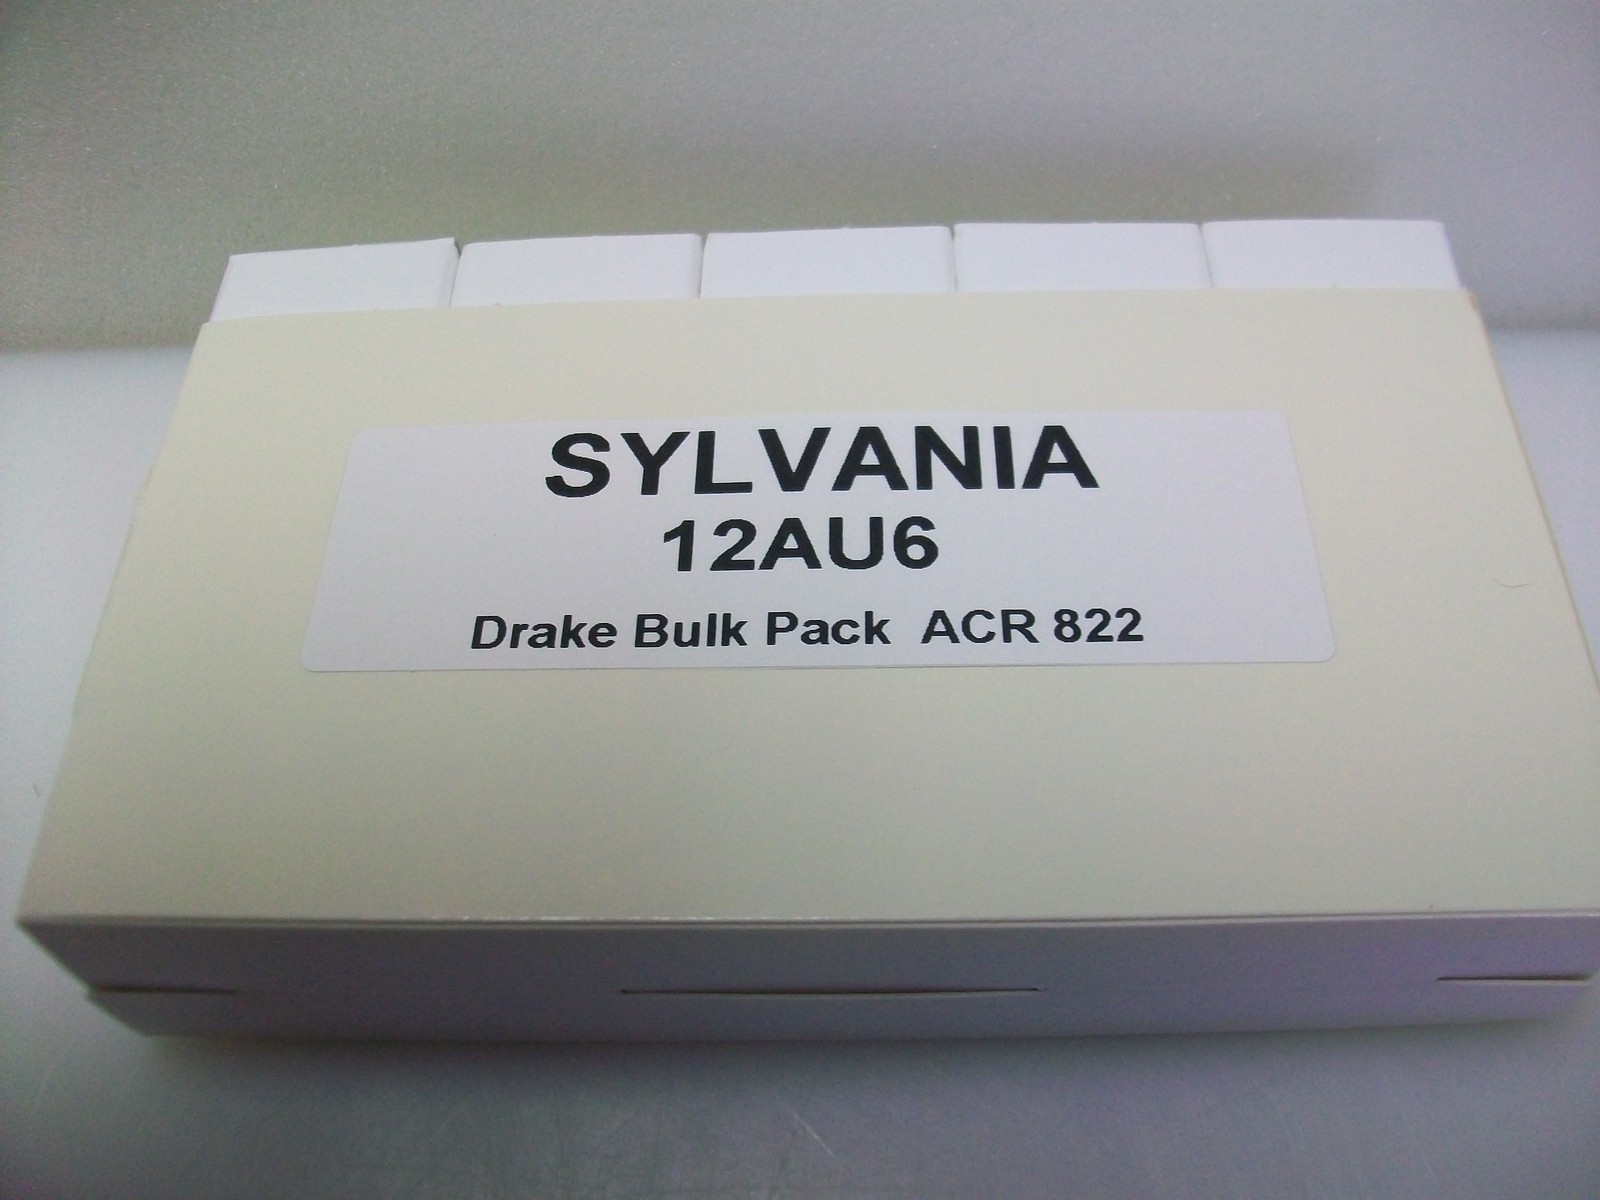 SYLVANIA
12AU6
Drake Bulk Pack ACR 822